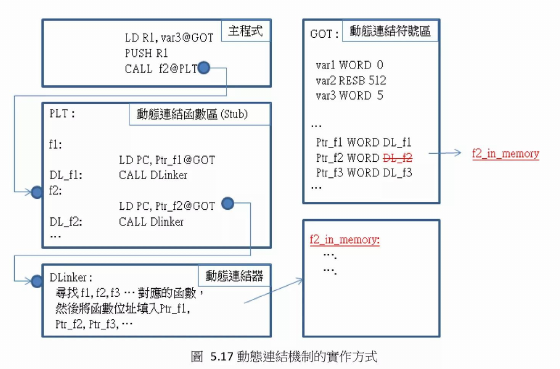 主程式
LD R1, var3@GOT
PUSH R1
CALL f2@PLT
PLT :
動態連結函數區 (Stub)
f1:
LD PC, Ptr_f1@GOT
DL_f1: CALL DLinker
f2:
LD PC, Ptr_f2@GOT
DL_f2: CALL Dlinker
…
DLinker :
動態連結器
尋找 f1, f2, f3 … 對應的函數，
然後將函數位址填入Ptr_f1,
Ptr_f2, Ptr_f3, …
GOT :
動態連結符號區
var1 WORD 0
var2 RESB 512
var3 WORD 5
…
Ptr_f1 WORD DL_f1
Ptr_f2 WORD DL_f2
f2_in_memory
Ptr_f3 WORD DL_f3
…
f2_in_memory:
….
….
圖 5.17 動態連結機制的實作方式